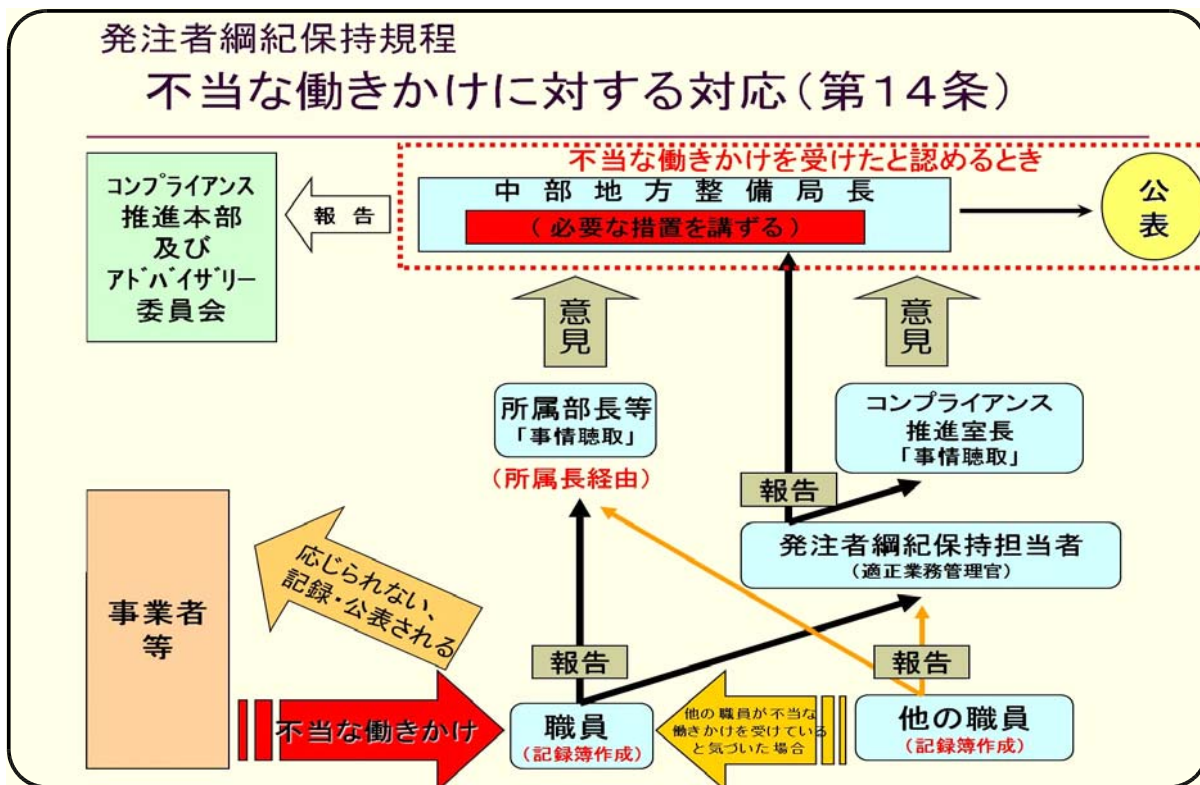 発注者綱紀保持規程
不当な働きかけに対する対応(第14条)
不当な働きかけを受けたと認めるとき
コンプライアンス
推進本部
及び
アドバイザリー
委員会
報告
中部地方整備局長
(必要な措置を講ずる)
公
表
意
見
意
見
所属部長等
「事情聴取」
(所属長経由)
コンプライアンス
推進室長
「事情聴取」
報告
発注者綱紀保持担当者
(適正業務管理官)
事業者
等
応じられない、
記録・公表される
報告
報告
不当な働きかけ
職員
(記録簿作成)
他の職員が不当な
働きかけを受けている
と気づいた場合
他の職員
(記録簿作成)